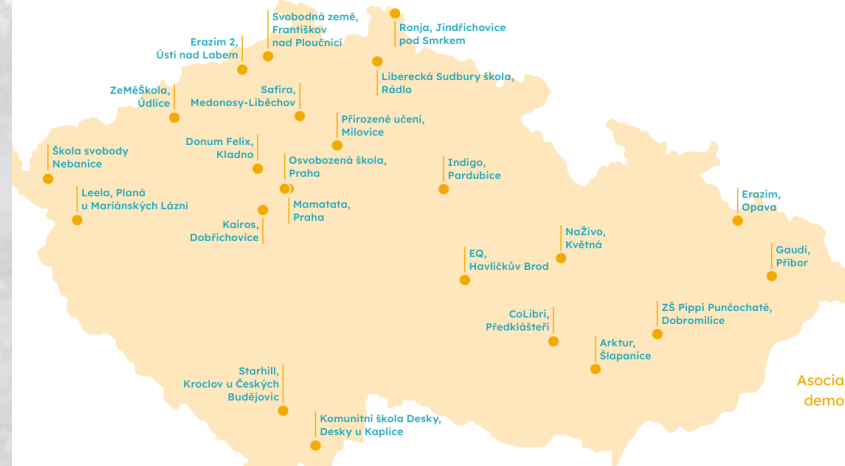 Svobodná země,
Františkov
nad Ploučnicí
Ronja, Jindřichovice
pod Smrkem
Erazim 2,
Ústí nad Labem
Liberecká Sudbury škola,
Rádlo
ZeMěŠkola,
Údlice
Safira,
Medonosy-Liběchov
Přirozené učení,
Milovice
Donum Felix,
Kladno
Škola svobody
Nebanice
Osvobozená škola,
Praha
Indigo,
Pardubice
Leela, Planá
u Mariánských Lázní
Mamatata,
Praha
Erazim,
Opava
Kairos,
Dobřichovice
NaŽivo,
Květná
EQ,
Havlíčkův Brod
Gaudi,
Příbor
CoLibri,
Předklášteří
ZŠ Pippi Punčochaté,
Dobromilice
Arktur,
Šlapanice
Starhill,
Kroclov u Českých
Budějovic
Asocia
demo
Komunitní škola Desky,
Desky u Kaplice